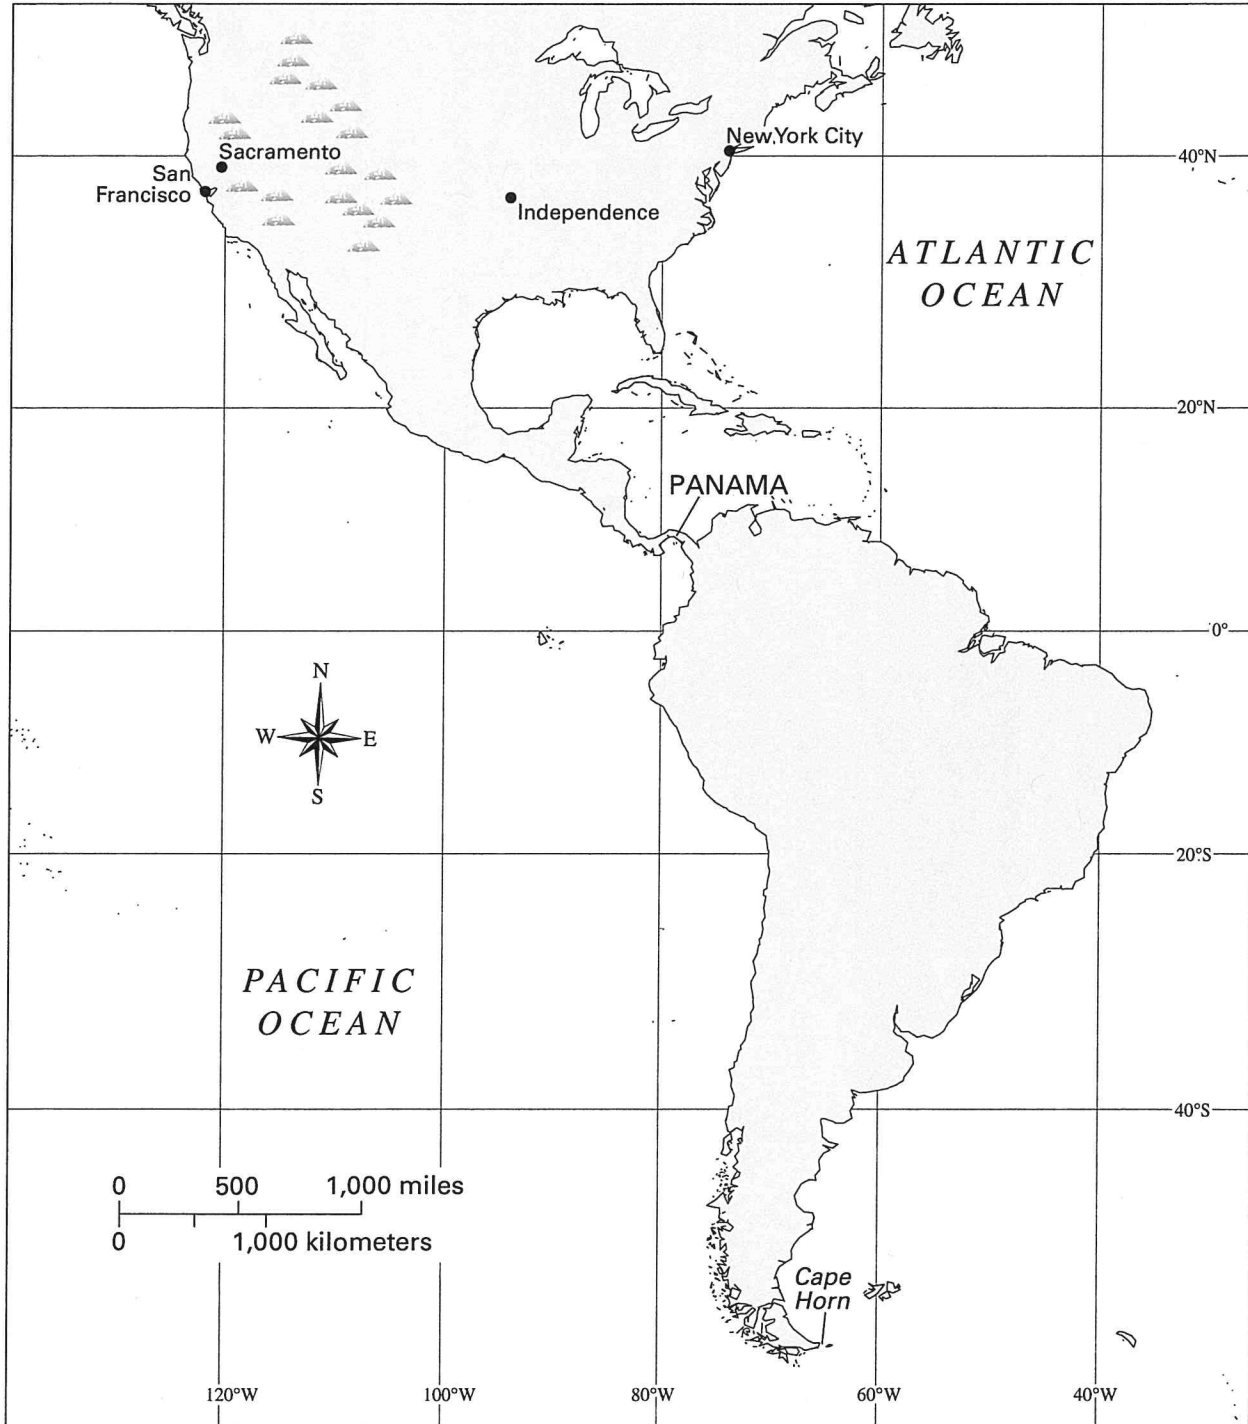 New York City
Sacramento
40°N
San
Francisco
Independence
ATLANTIC
OCEAN
20°N
PANAMA
0°
N
W
E
S
20°S
PACIFIC
OCEAN
40°S
0 500 1,000 miles
0 1,000 kilometers
Cape
Horn
120°W 100°W 80°W 60°W 40°W